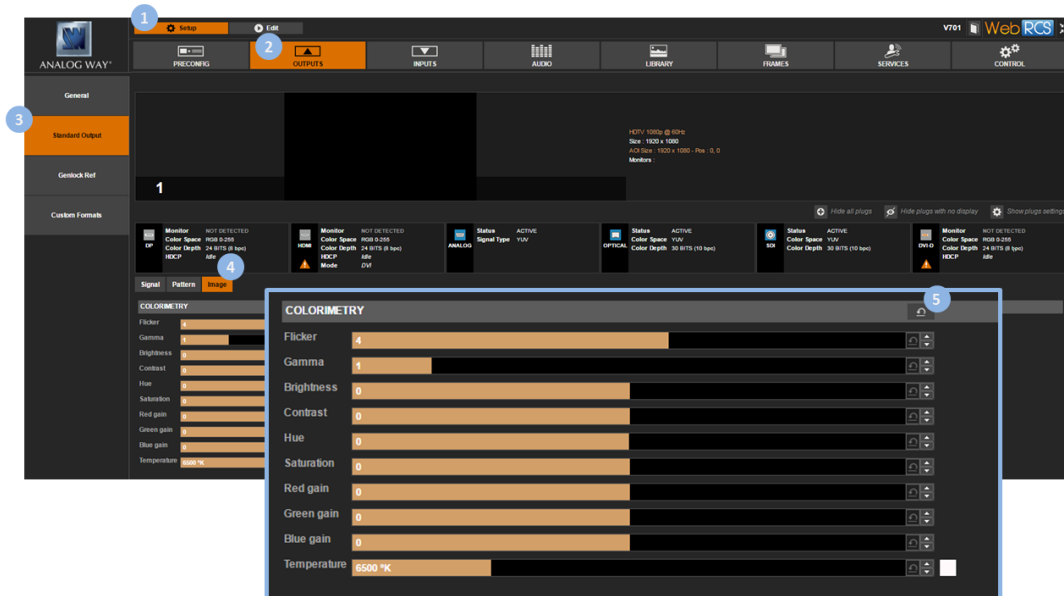 1
Setup
Edit
V701
Web RCS
ANALOG WAY®
2
PRECONFIG
OUTPUTS
INPUTS
AUDIO
LIBRARY
FRAMES
SERVICES
CONTROL
General
3
Standard Output
Genlock Ref
Custom Formats
HDTV 1080p @ 60Hz
Size : 1920 x 1080
AOI Size : 1920 x 1080 - Pos : 0, 0
Monitors :
1
Hide all plugs
Hide plugs with no display
Show plugs settings
DP
Monitor NOT DETECTED
Color Space RGB 0-255
Color Depth 24 BITS (8 bpc)
HDCP Idle
HDMI
Monitor NOT DETECTED
Color Space RGB 0-255
Color Depth 24 BITS (8 bpc)
HDCP Idle
Mode DVI
ANALOG
Status ACTIVE
Signal Type YUV
OPTICAL
Status ACTIVE
Color Space YUV
Color Depth 30 BITS (10 bpc)
SDI
Status ACTIVE
Color Space YUV
Color Depth 30 BITS (10 bpc)
DVI-D
Monitor NOT DETECTED
Color Space RGB 0-255
Color Depth 24 BITS (8 bpc)
HDCP Idle
4
Signal
Pattern
Image
COLORIMETRY
Flicker 4
Gamma 1
Brightness 0
Contrast 0
Hue 0
Saturation 0
Red gain 0
Green gain 0
Blue gain 0
Temperature 6500 °K
COLORIMETRY
5
Flicker 4
Gamma 1
Brightness 0
Contrast 0
Hue 0
Saturation 0
Red gain 0
Green gain 0
Blue gain 0
Temperature 6500 °K